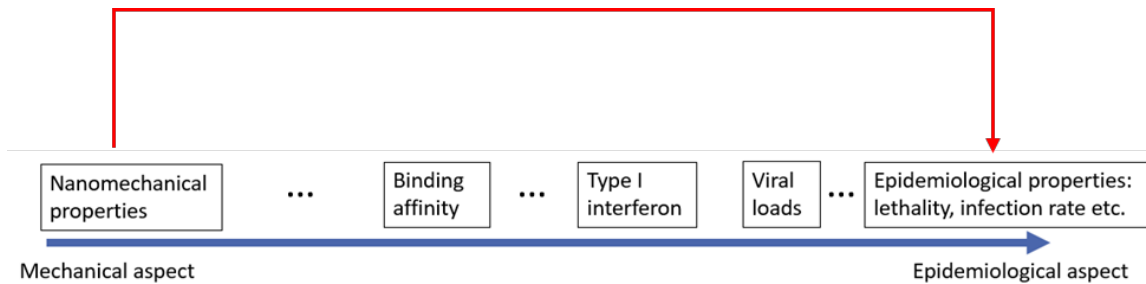 Nanomechanical
properties
...
Binding
affinity
...
Type I
interferon
Viral
loads
...
Epidemiological properties:
lethality, infection rate etc.
Mechanical aspect
Epidemiological aspect